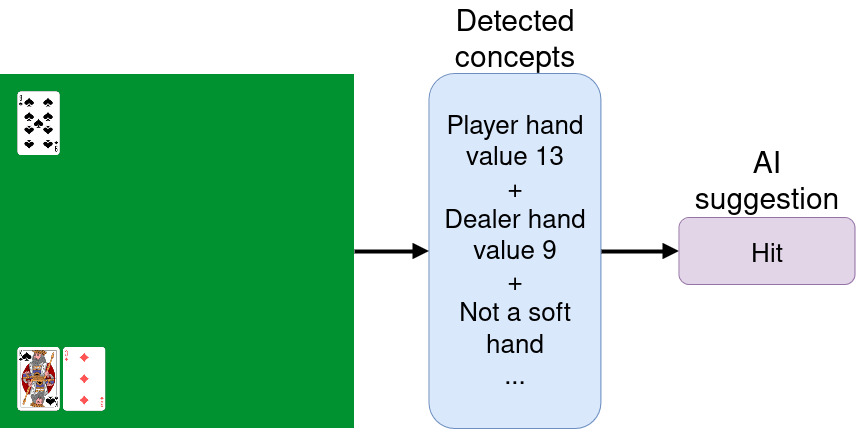 Detected
concepts
Player hand
value 13
+
Dealer hand
value 9
+
Not a soft
hand
...
AI
suggestion
Hit